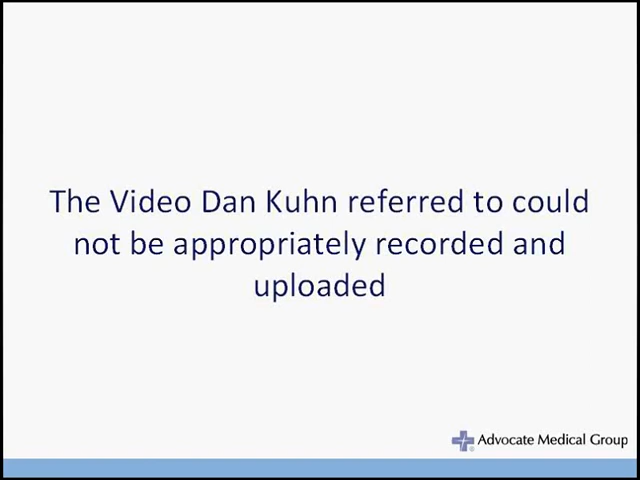 The Video Dan Kuhn referred to could
not be appropriately recorded and
uploaded
Advocate Medical Group